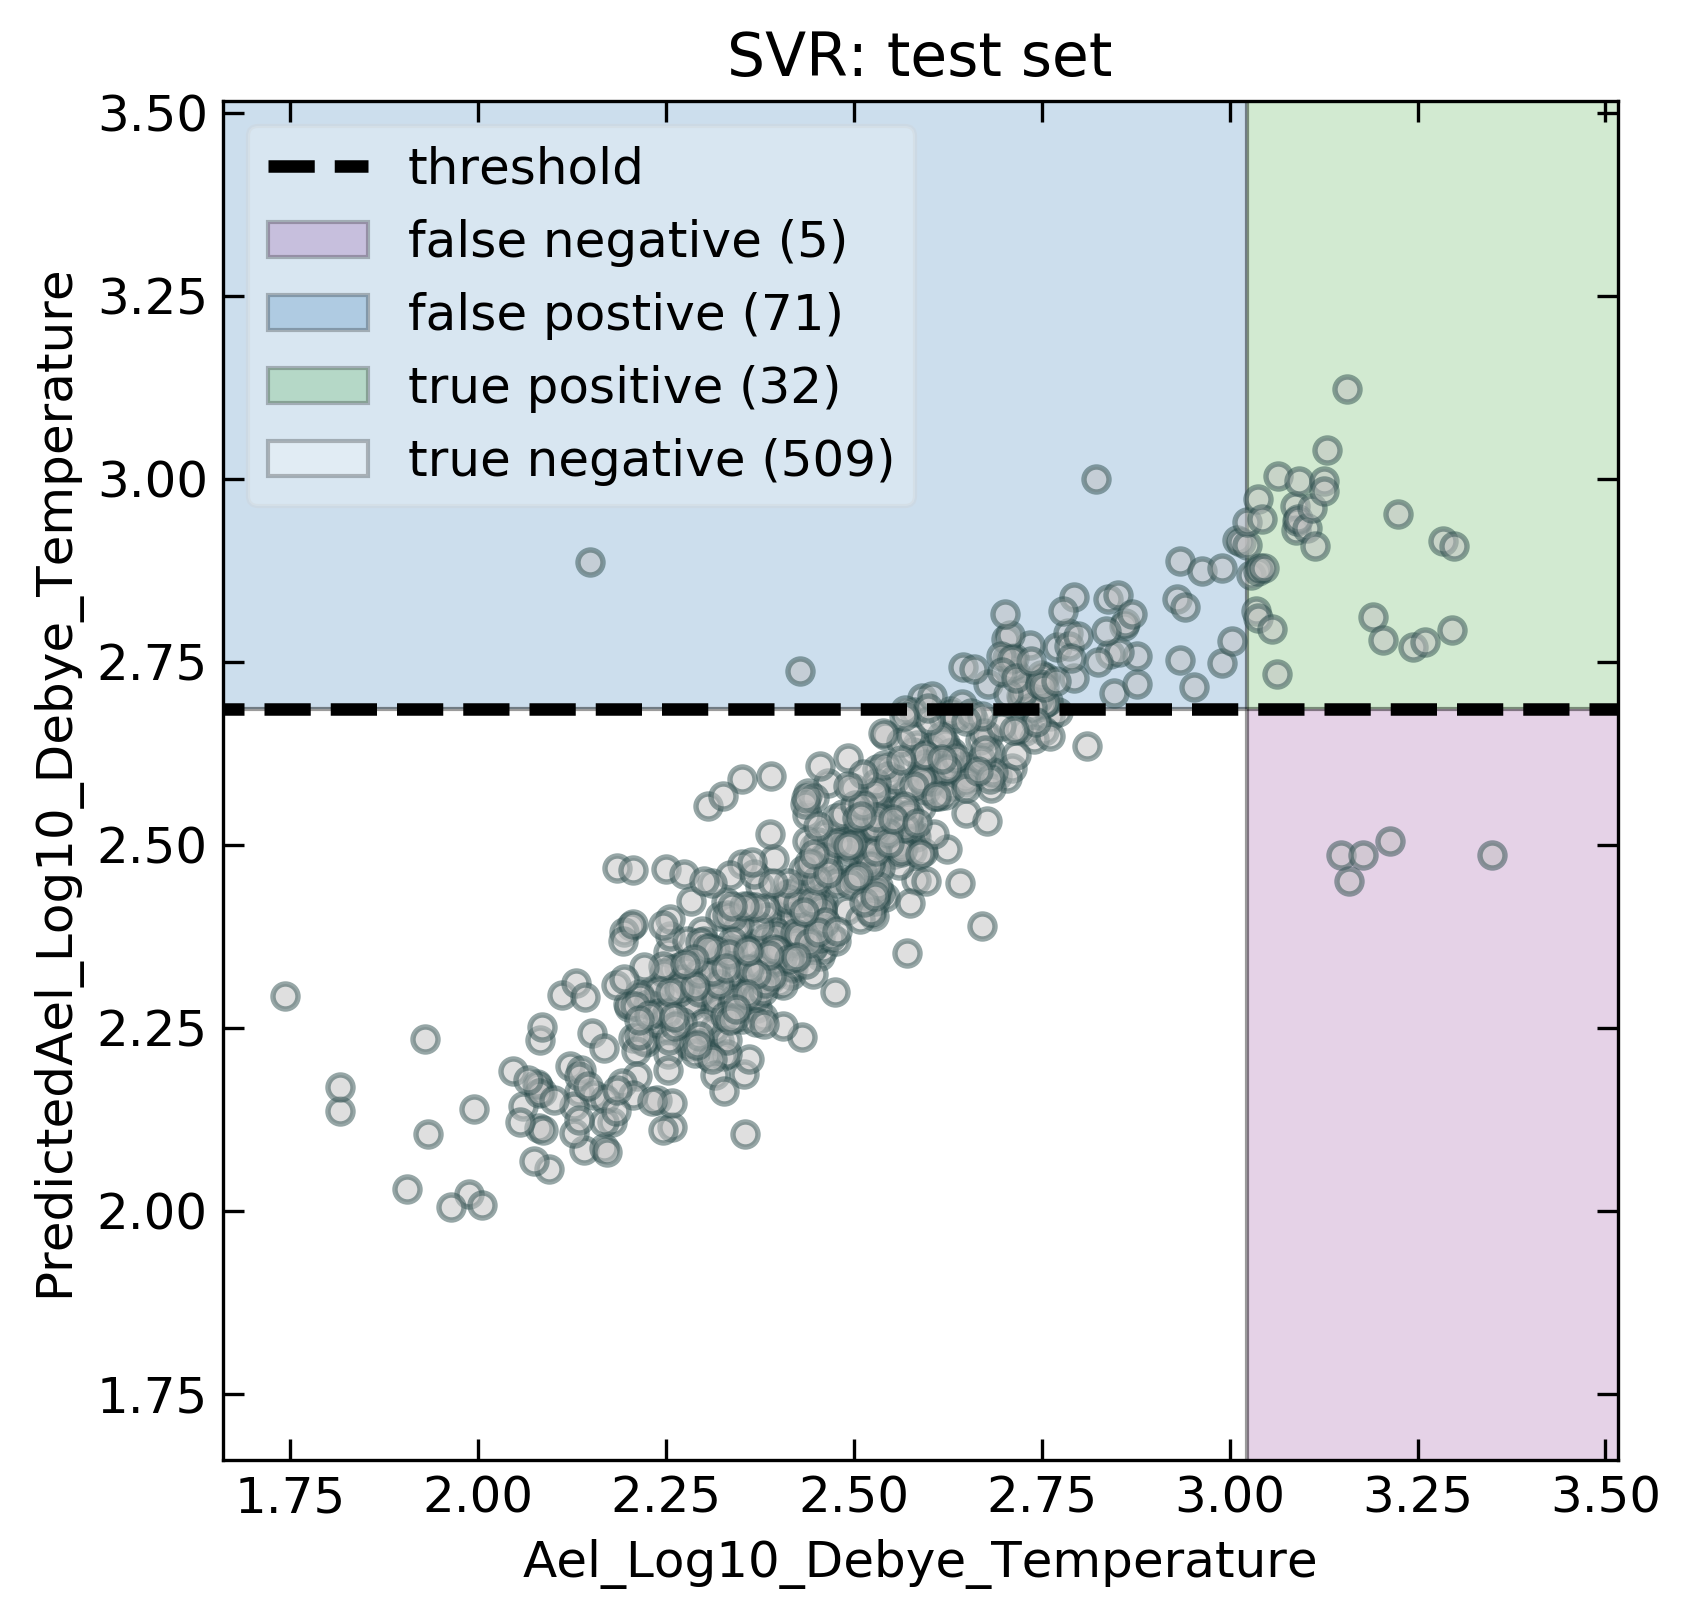 SVR: test set
3.50
3.25
3.00
2.75
2.50
2.25
2.00
1.75
PredictedAel_Log10_Debye_Temperature
threshold
false negative (5)
false postive (71)
true positive (32)
true negative (509)
1.75 2.00 2.25 2.50 2.75 3.00 3.25 3.50
Ael_Log10_Debye_Temperature